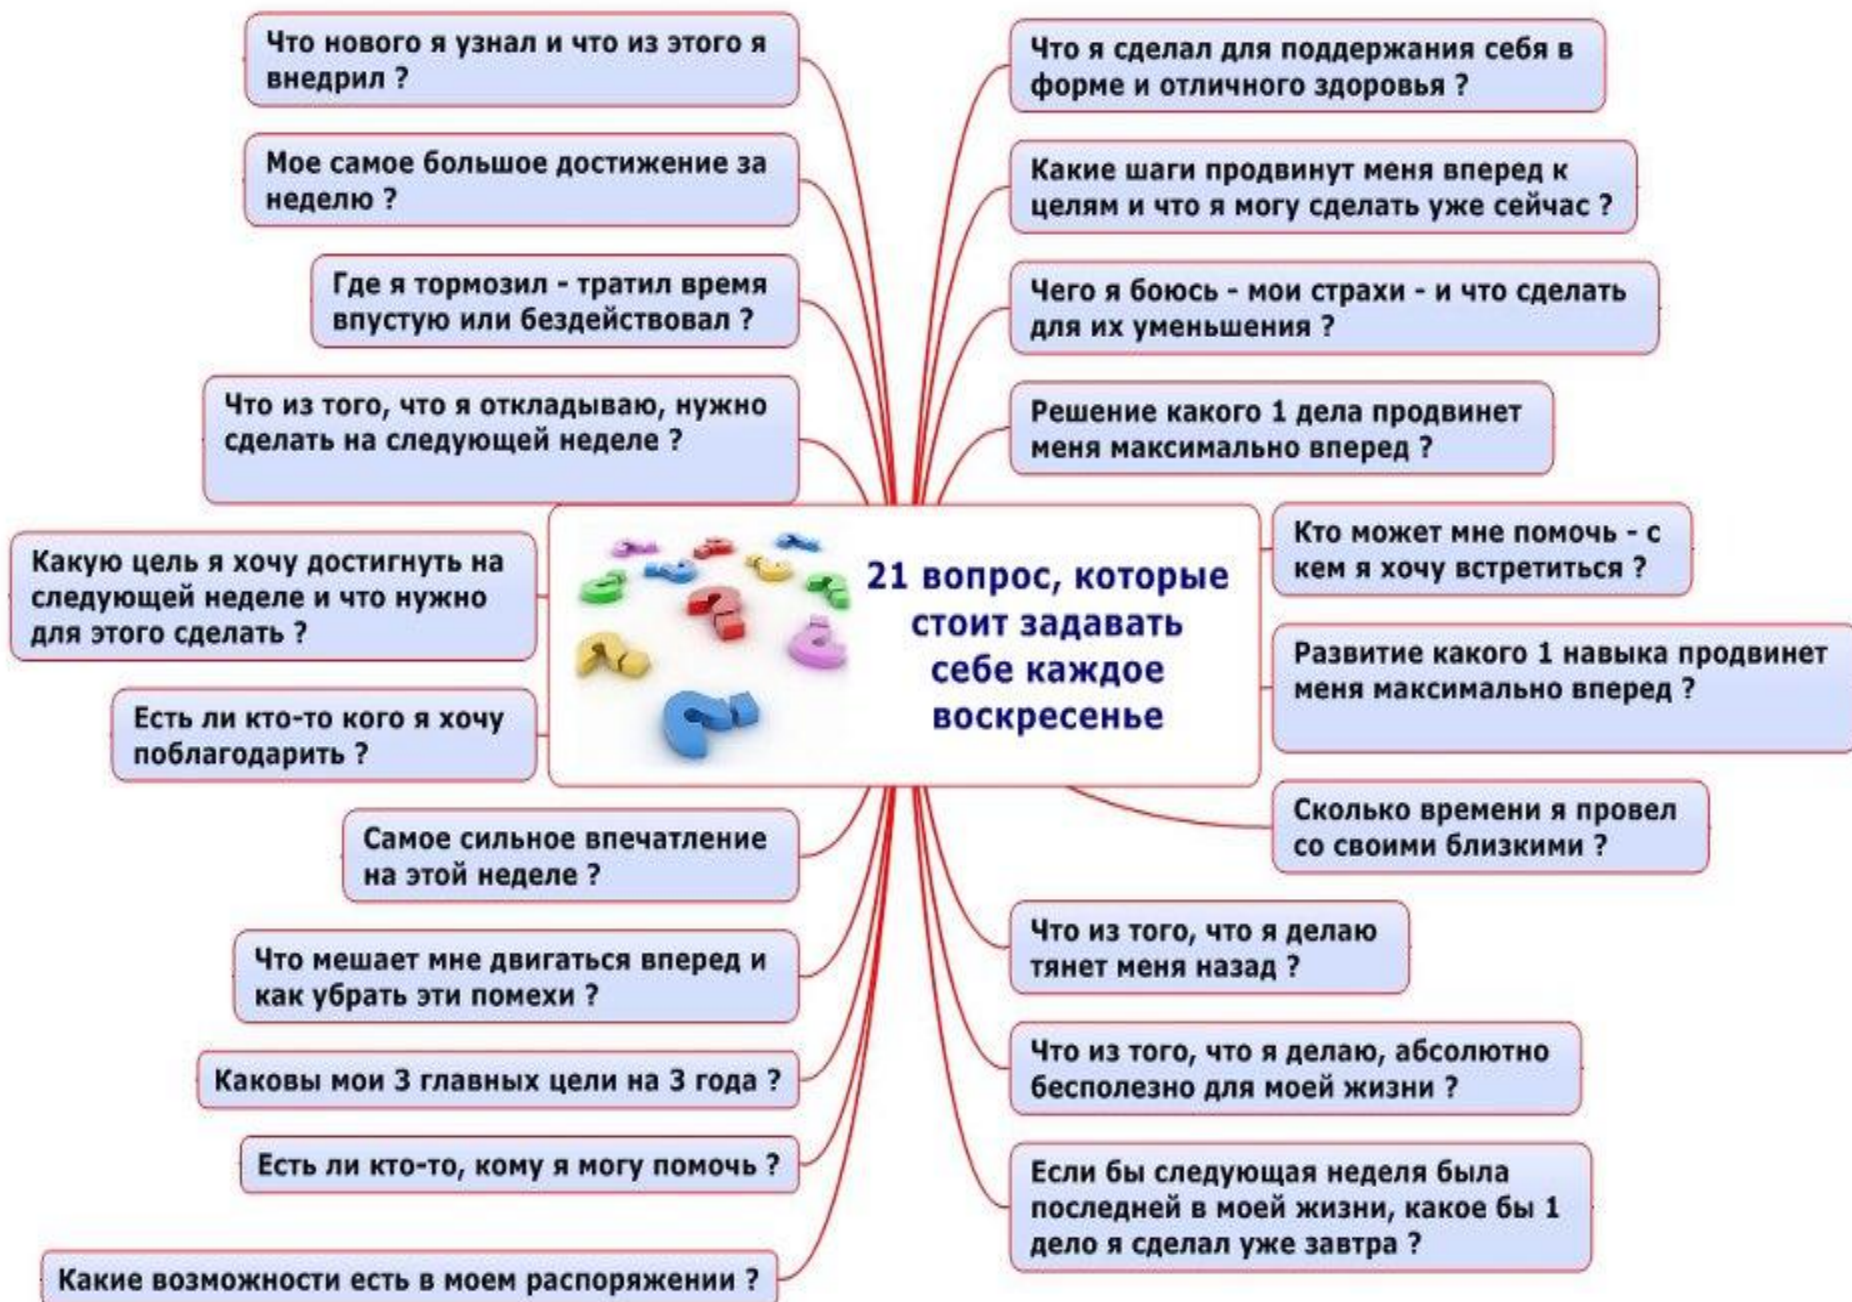 21 вопрос, которые
стоит задавать
себе каждое
воскресенье
Что я сделал для поддержания себя в
форме и отличного здоровья ?
Какие шаги продвинут меня вперед к
целям и что я могу сделать уже сейчас ?
Чего я боюсь - мои страхи - и что сделать
для их уменьшения ?
Решение какого 1 дела продвинет
меня максимально вперед ?
Кто может мне помочь - с
кем я хочу встретиться ?
Развитие какого 1 навыка продвинет
меня максимально вперед ?
Сколько времени я провел
со своими близкими ?
Что из того, что я делаю
тянет меня назад ?
Что из того, что я делаю, абсолютно
бесполезно для моей жизни ?
Если бы следующая неделя была
последней в моей жизни, какое бы 1
дело я сделал уже завтра ?
Что нового я узнал и что из этого я
внедрил ?
Мое самое большое достижение за
неделю ?
Где я тормозил - тратил время
впустую или бездействовал ?
Что из того, что я откладываю, нужно
сделать на следующей неделе ?
Какую цель я хочу достигнуть на
следующей неделе и что нужно
для этого сделать ?
Есть ли кто-то кого я хочу
поблагодарить ?
Самое сильное впечатление
на этой неделе ?
Что мешает мне двигаться вперед и
как убрать эти помехи ?
Каковы мои 3 главных цели на 3 года ?
Есть ли кто-то, кому я могу помочь ?
Какие возможности есть в моем распоряжении ?